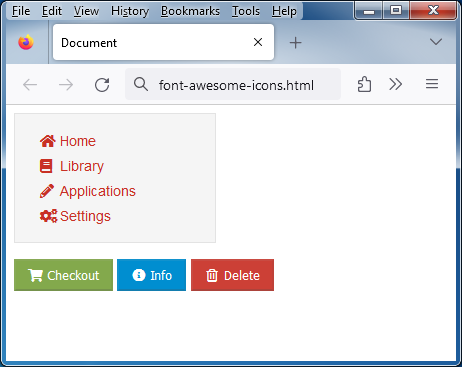 File Edit View History Bookmarks Tools Help
Document
font-awesome-icons.html
Home
Library
Applications
Settings
Checkout Info Delete